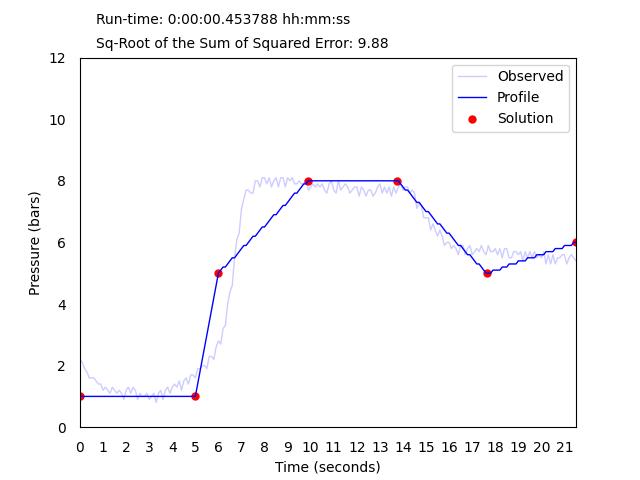 Run-time: 0:00:00.453788 hh:mm:ss
Sq-Root of the Sum of Squared Error: 9.88
12
10
8
6
4
2
0
Pressure (bars)
Observed
Profile
Solution
0 1 2 3 4 5 6 7 8 9 10 11 12 13 14 15 16 17 18 19 20 21
Time (seconds)